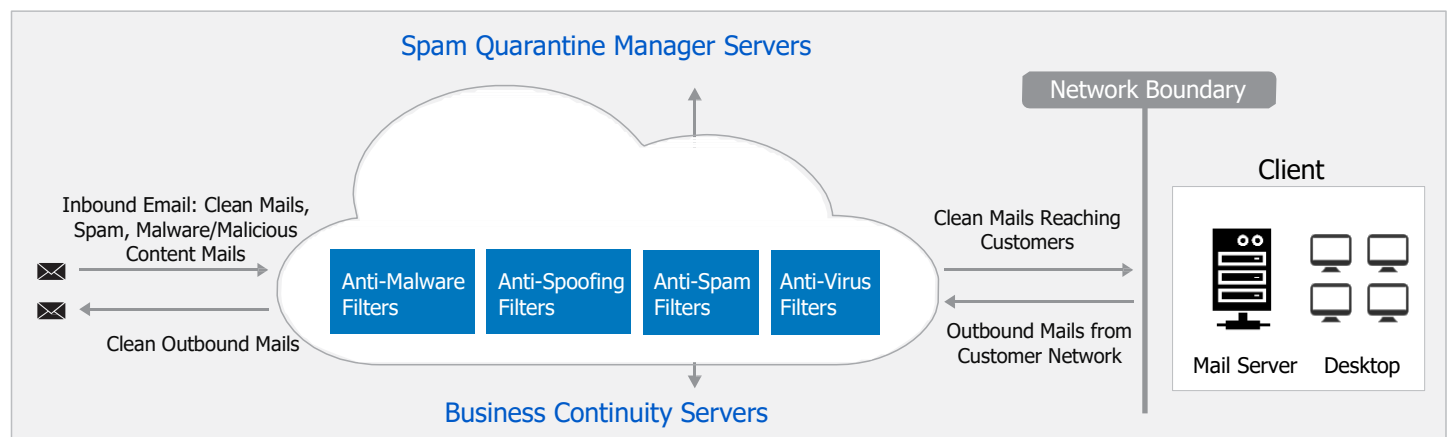 Spam Quarantine Manager Servers
Network Boundary
Client
Inbound Email: Clean Mails,
Spam, Malware/Malicious
Content Mails
Clean Mails Reaching
Customers
Anti-Malware
Filters
Anti-Spoofing
Filters
Anti-Spam
Filters
Anti-Virus
Filters
Clean Outbound Mails
Outbound Mails from
Customer Network
Mail Server
Desktop
Business Continuity Servers